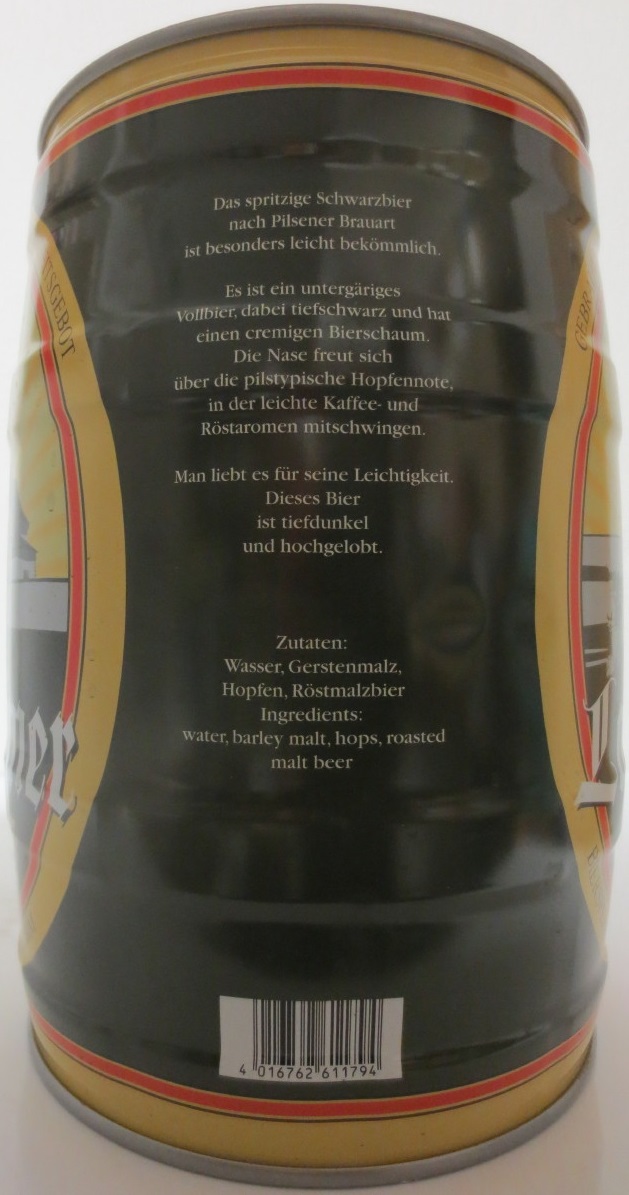 Das spritzige Schwarzbier
nach Pilsener Brauart
ist besonders leicht bekömmlich.
Es ist ein untergäriges
Vollbier, dabei tiefschwarz und hat
einen cremigen Bierschaum.
Die Nase freut sich
über die pilstypische Hopfennote,
in der leichte Kaffee- und
Röstaromen mitschwingen.
Man liebt es für seine Leichtigkeit.
Dieses Bier
ist tiefdunkel
und hochgelobt.
Zutaten:
Wasser, Gerstenmalz,
Hopfen, Röstmalzbier
Ingredients:
water, barley malt, hops, roasted
malt beer
4 016762 611794